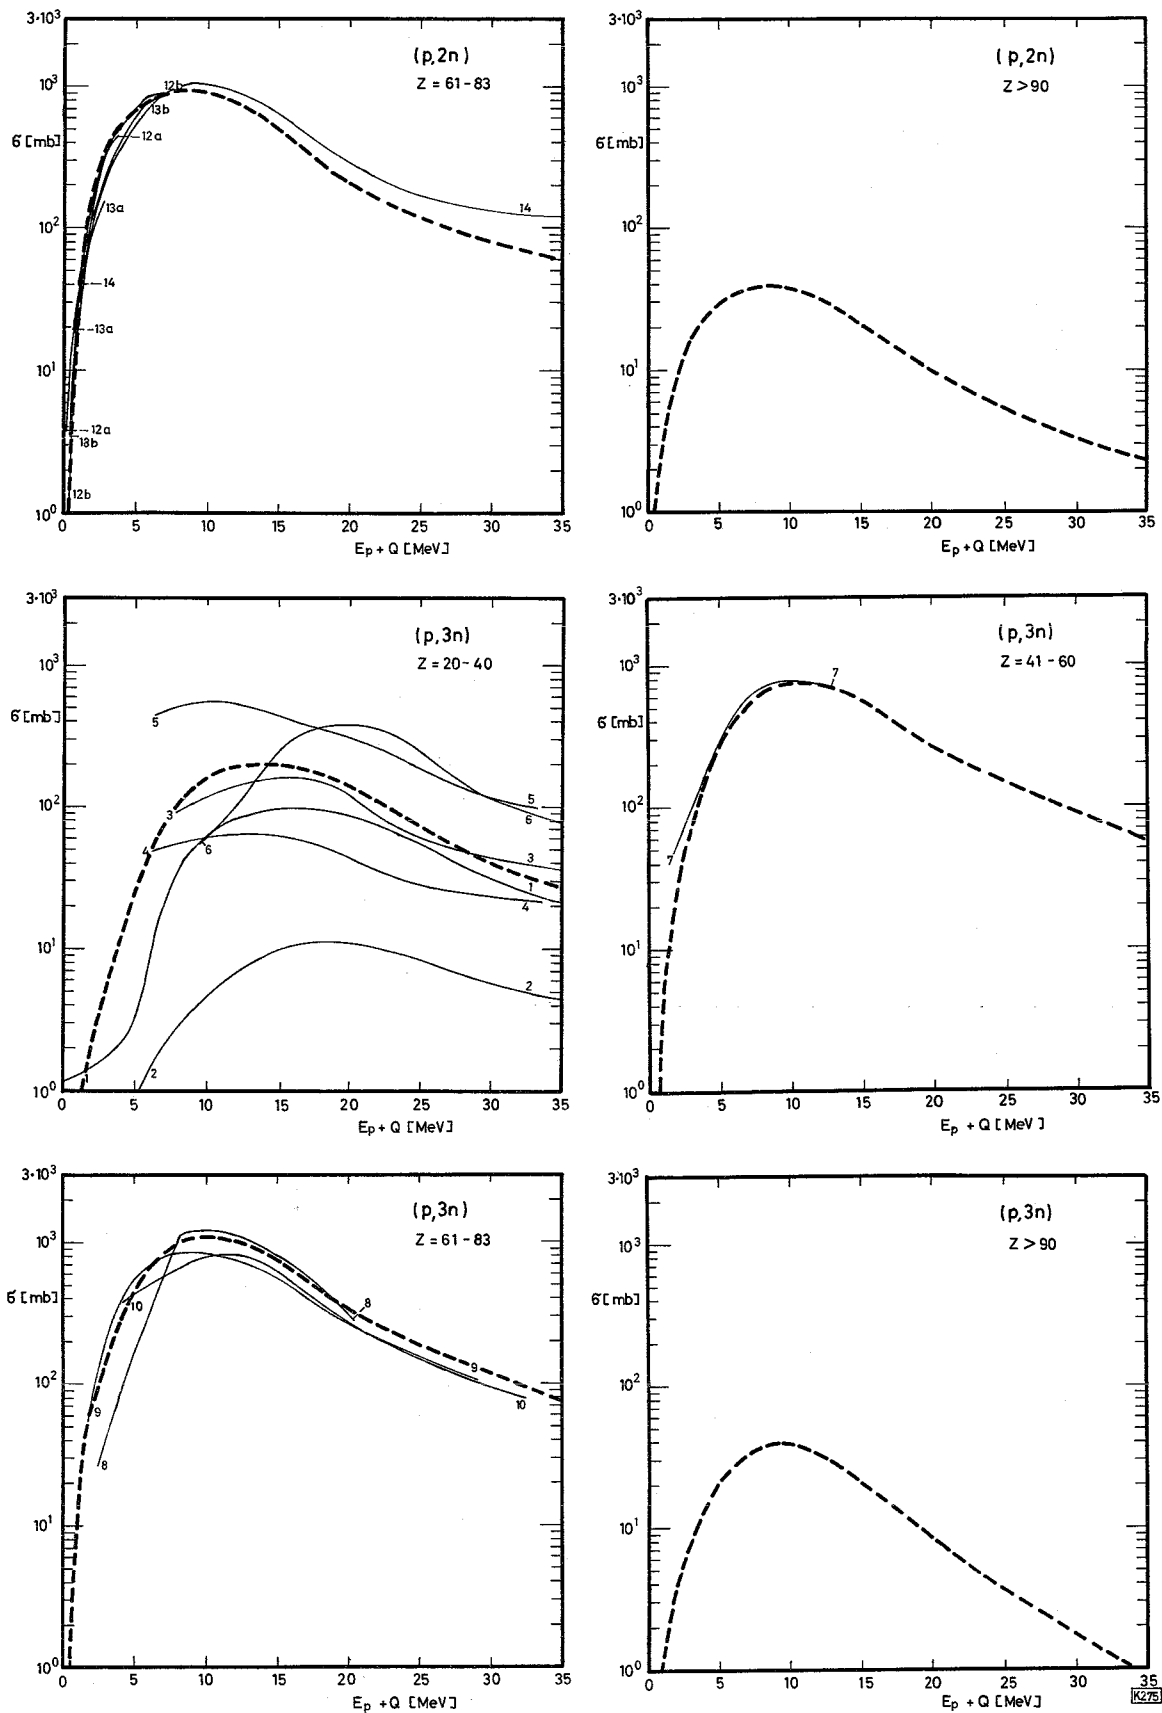 3·10³
(p,2n)
Z = 61-83
10³
12b
13b
б [mb]
12a
13a
10²
14
14
13a
10¹
12a
13b
12b
10⁰
0 5 10 15 20 25 30 35
Ep + Q [MeV]
3·10³
(p,2n)
Z > 90
10³
б [mb]
10²
10¹
10⁰
0 5 10 15 20 25 30 35
Ep + Q [MeV]
3·10³
(p,3n)
Z = 20-40
10³
б [mb]
5
5
10²
3
6
4
6
3
1
4
10¹
2
1
2
10⁰
0 5 10 15 20 25 30 35
Ep + Q [MeV]
3·10³
(p,3n)
Z = 41-60
10³
7
б [mb]
10²
7
10¹
10⁰
0 5 10 15 20 25 30 35
Ep + Q [MeV]
3·10³
(p,3n)
Z = 61-83
10³
б [mb]
10
8
9
10²
10
9
8
10¹
10⁰
0 5 10 15 20 25 30 35
Ep + Q [MeV]
3·10³
(p,3n)
Z > 90
10³
б [mb]
10²
10¹
10⁰
0 5 10 15 20 25 30 35
Ep + Q [MeV]
K275